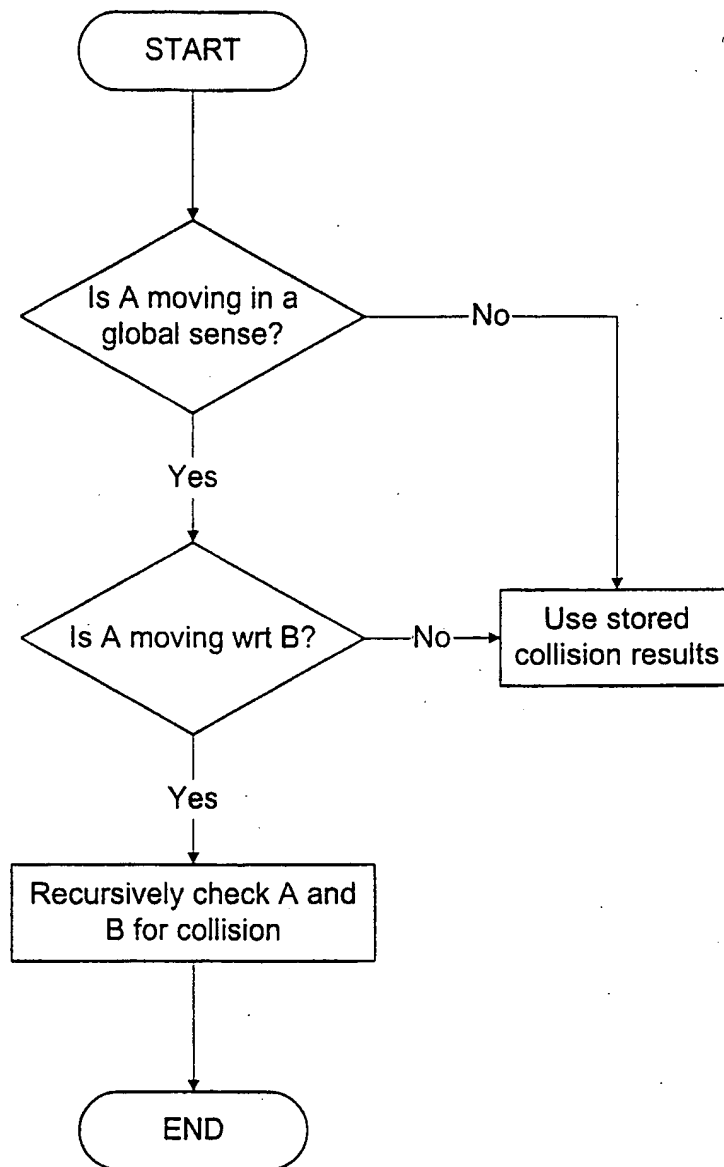 START
Is A moving in a
global sense?
No
Yes
Is A moving wrt B?
No
Use stored
collision results
Yes
Recursively check A and
B for collision
END